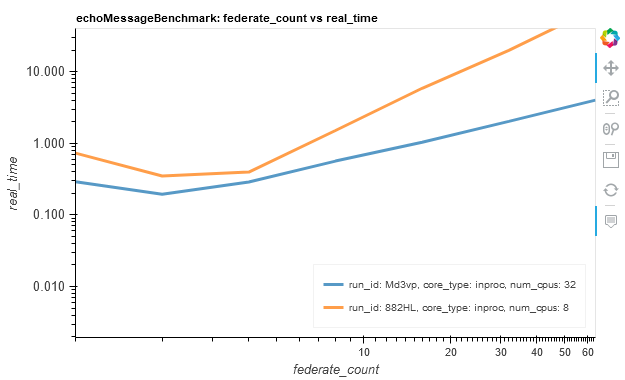 echoMessageBenchmark: federate_count vs real_time
10.000
1.000
0.100
0.010
real_time
run_id: Md3vp, core_type: inproc, num_cpus: 32
run_id: 882HL, core_type: inproc, num_cpus: 8
10
20
30
40
50
60
federate_count